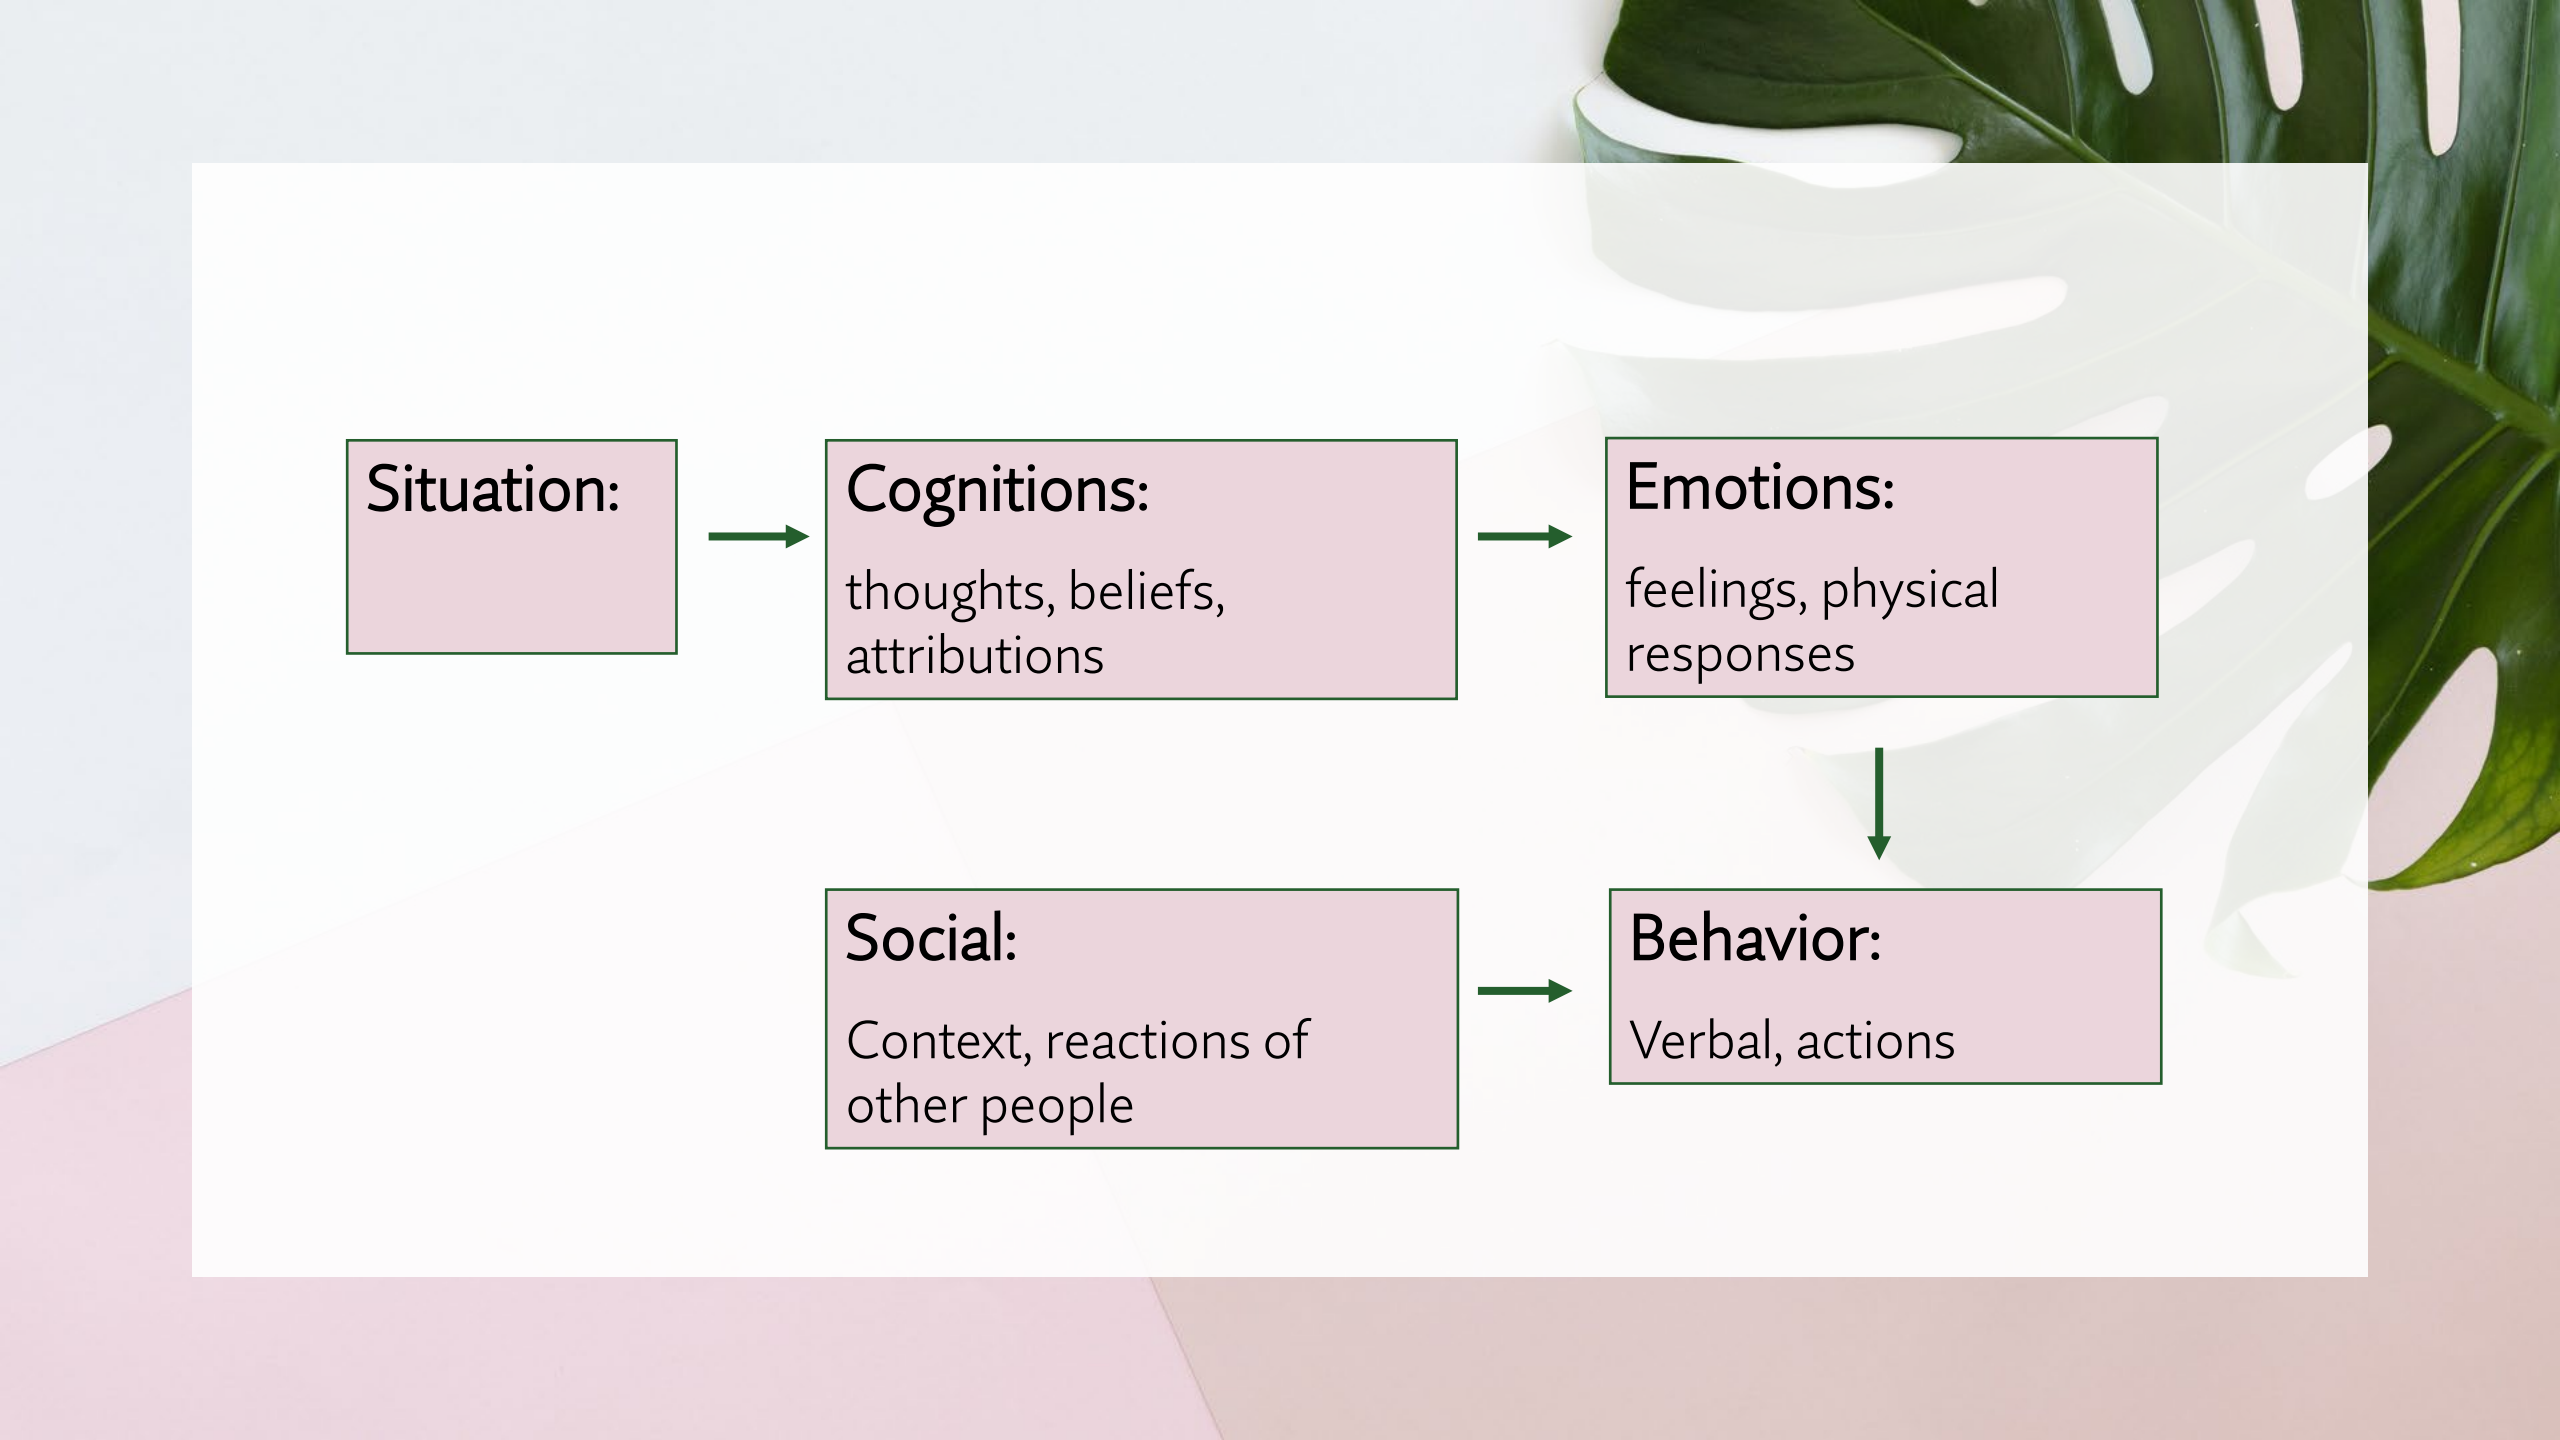 Situation:
Cognitions:
thoughts, beliefs,
attributions
Emotions:
feelings, physical
responses
Social:
Context, reactions of
other people
Behavior:
Verbal, actions